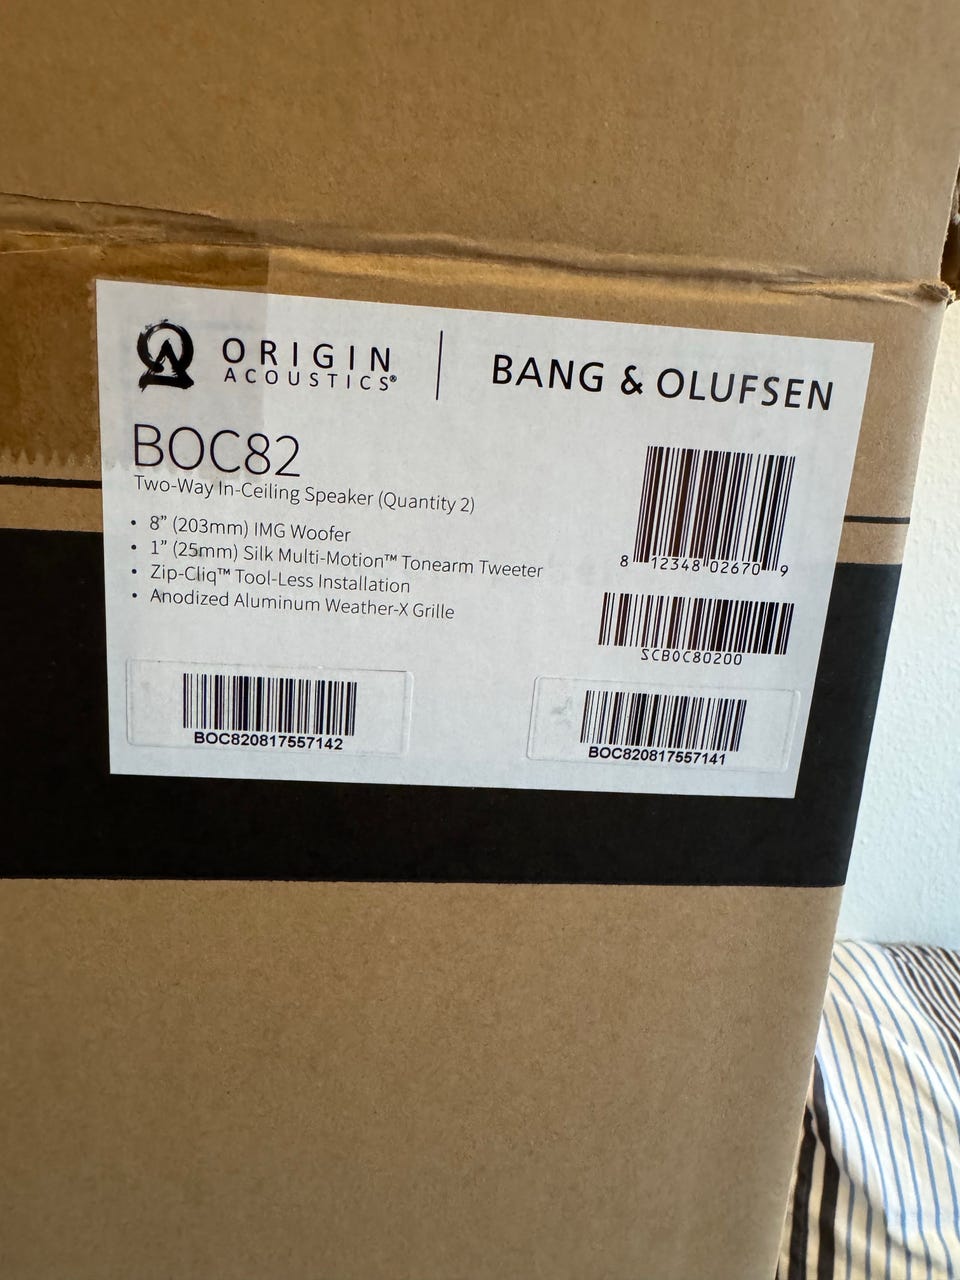 ORIGIN
ACOUSTICS®
BANG & OLUFSEN
BOC82
Two-Way In-Ceiling Speaker (Quantity 2)
• 8” (203mm) IMG Woofer
• 1” (25mm) Silk Multi-Motion™ Tonearm Tweeter
• Zip-Cliq™ Tool-Less Installation
• Anodized Aluminum Weather-X Grille
8 12348 02670 9
SCBOC80200
BOC820817557142
BOC820817557141